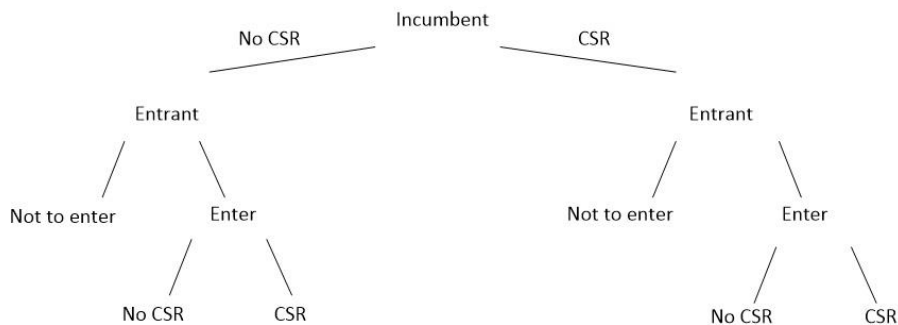 Incumbent
No CSR
CSR
Entrant
Entrant
Not to enter
Enter
Not to enter
Enter
No CSR
CSR
No CSR
CSR